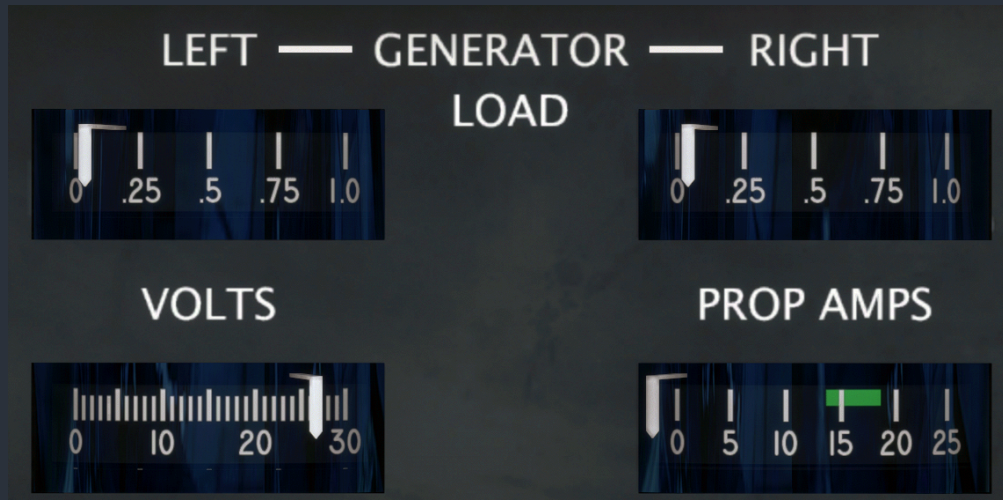 LEFT — GENERATOR — RIGHT
LOAD
0 .25 .5 .75 1.0
0 .25 .5 .75 1.0
VOLTS
PROP AMPS
0 10 20 30
0 5 10 15 20 25